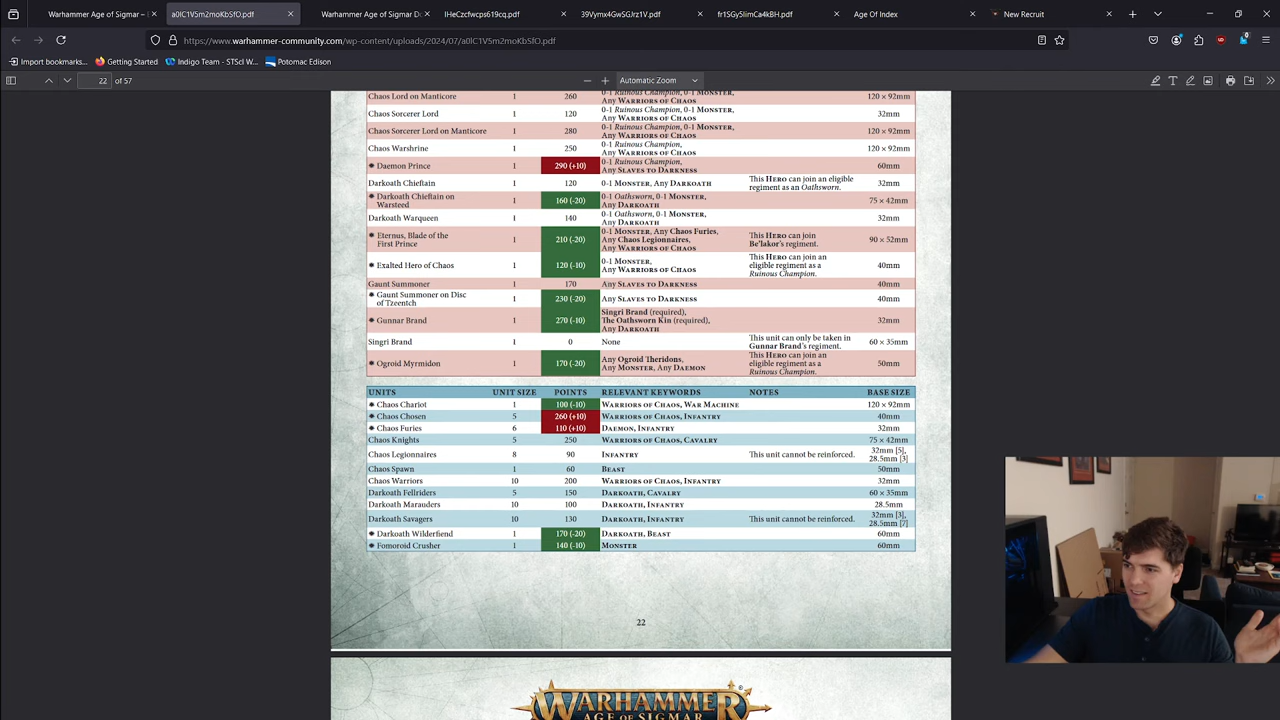 Warhammer Age of Sigmar –
a0lC1V5m2moKbSfO.pdf
Warhammer Age of Sigmar D
IHeCzfwcps619cq.pdf
39Vymx4GwSGJrz1V.pdf
fr1SGySlimCa4kBH.pdf
Age Of Index
New Recruit
https://www.warhammer-community.com/wp-content/uploads/2024/07/a0lC1V5m2moKbSfO.pdf
Import bookmarks...
Getting Started
Indigo Team - STScI W...
Potomac Edison
22 of 57
Automatic Zoom
Chaos Lord on Manticore 1 260 0-1 Ruinous Champion, 0-1 MONSTER, 120 × 92mm
Any WARRIORS OF CHAOS
Chaos Sorcerer Lord 1 120 0-1 Ruinous Champion, 0-1 MONSTER, 32mm
Any WARRIORS OF CHAOS
Chaos Sorcerer Lord on Manticore 1 280 0-1 Ruinous Champion, 0-1 MONSTER, 120 × 92mm
Any WARRIORS OF CHAOS
Chaos Warshrine 1 250 0-1 Ruinous Champion, 120 × 92mm
Any WARRIORS OF CHAOS
✹ Daemon Prince 1 290 (+10) 0-1 Ruinous Champion, 60mm
Any SLAVES TO DARKNESS
Darkoath Chieftain 1 120 0-1 MONSTER, Any DARKOATH This HERO can join an eligible 32mm
regiment as an Oathsworn.
✹ Darkoath Chieftain on 1 160 (-20) 0-1 Oathsworn, 0-1 MONSTER, 75 × 42mm
Warsteed Any DARKOATH
Darkoath Warqueen 1 140 0-1 Oathsworn, 0-1 MONSTER, 32mm
Any DARKOATH
✹ Eternus, Blade of the 1 210 (-20) 0-1 MONSTER, Any Chaos Furies, This HERO can join 90 × 52mm
First Prince Any Chaos Legionnaires, Be'lakor's regiment.
Any WARRIORS OF CHAOS
✹ Exalted Hero of Chaos 1 120 (-10) 0-1 MONSTER, This HERO can join an 40mm
Any WARRIORS OF CHAOS eligible regiment as a
Ruinous Champion.
Gaunt Summoner 1 170 Any SLAVES TO DARKNESS 40mm
✹ Gaunt Summoner on Disc 1 230 (-20) Any SLAVES TO DARKNESS 40mm
of Tzeentch
✹ Gunnar Brand 1 270 (-10) Singri Brand (required), 32mm
The Oathsworn Kin (required),
Any DARKOATH
Singri Brand 1 0 None This unit can only be taken in 60 × 35mm
Gunnar Brand's regiment.
✹ Ogroid Myrmidon 1 170 (-20) Any Ogroid Theridons, This HERO can join an 50mm
Any MONSTER, Any DAEMON eligible regiment as a
Ruinous Champion.
UNITS UNIT SIZE POINTS RELEVANT KEYWORDS NOTES BASE SIZE
✹ Chaos Chariot 1 100 (-10) WARRIORS OF CHAOS, WAR MACHINE 120 × 92mm
✹ Chaos Chosen 5 260 (+10) WARRIORS OF CHAOS, INFANTRY 40mm
✹ Chaos Furies 6 110 (+10) DAEMON, INFANTRY 32mm
Chaos Knights 5 250 WARRIORS OF CHAOS, CAVALRY 75 × 42mm
Chaos Legionnaires 8 90 INFANTRY This unit cannot be reinforced. 32mm [5],
28.5mm [3]
Chaos Spawn 1 60 BEAST 50mm
Chaos Warriors 10 200 WARRIORS OF CHAOS, INFANTRY 32mm
Darkoath Fellriders 5 150 DARKOATH, CAVALRY 60 × 35mm
Darkoath Marauders 10 100 DARKOATH, INFANTRY 28.5mm
Darkoath Savagers 10 130 DARKOATH, INFANTRY This unit cannot be reinforced. 32mm [3],
28.5mm [7]
✹ Darkoath Wilderfiend 1 170 (-20) DARKOATH, BEAST 60mm
✹ Fomoroid Crusher 1 140 (-10) MONSTER 60mm
22
WARHAMMER
AGE OF SIGMAR